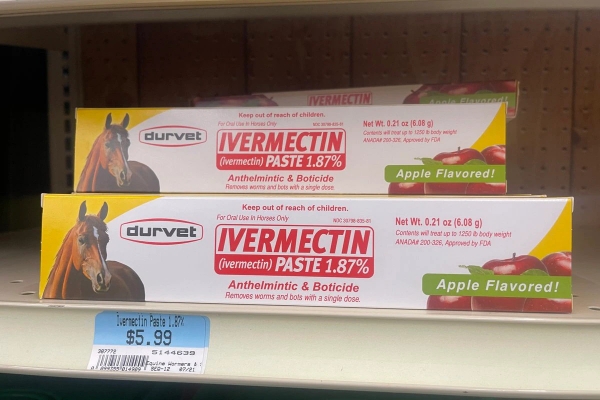 IVERMECTIN
Apple Flavored!
Keep out of reach of children.
For Oral Use In Horses Only
durvet
IVERMECTIN
(ivermectin) PASTE 1.87%
Anthelmintic & Boticide
Removes worms and bots with a single dose.
Net Wt. 0.21 oz (6.08 g)
Contents will treat up to 1250 lb body weight
ANADA# 200-326, Approved by FDA
Apple Flavored!
Keep out of reach of children.
For Oral Use In Horses Only
durvet
IVERMECTIN
(ivermectin) PASTE 1.87%
Anthelmintic & Boticide
Removes worms and bots with a single dose.
Net Wt. 0.21 oz (6.08 g)
Contents will treat up to 1250 lb body weight
ANADA# 200-326, Approved by FDA
Apple Flavored!
Ivermectin Paste 1.87%
$5.99
5144639
Equine Wormers &
07/21